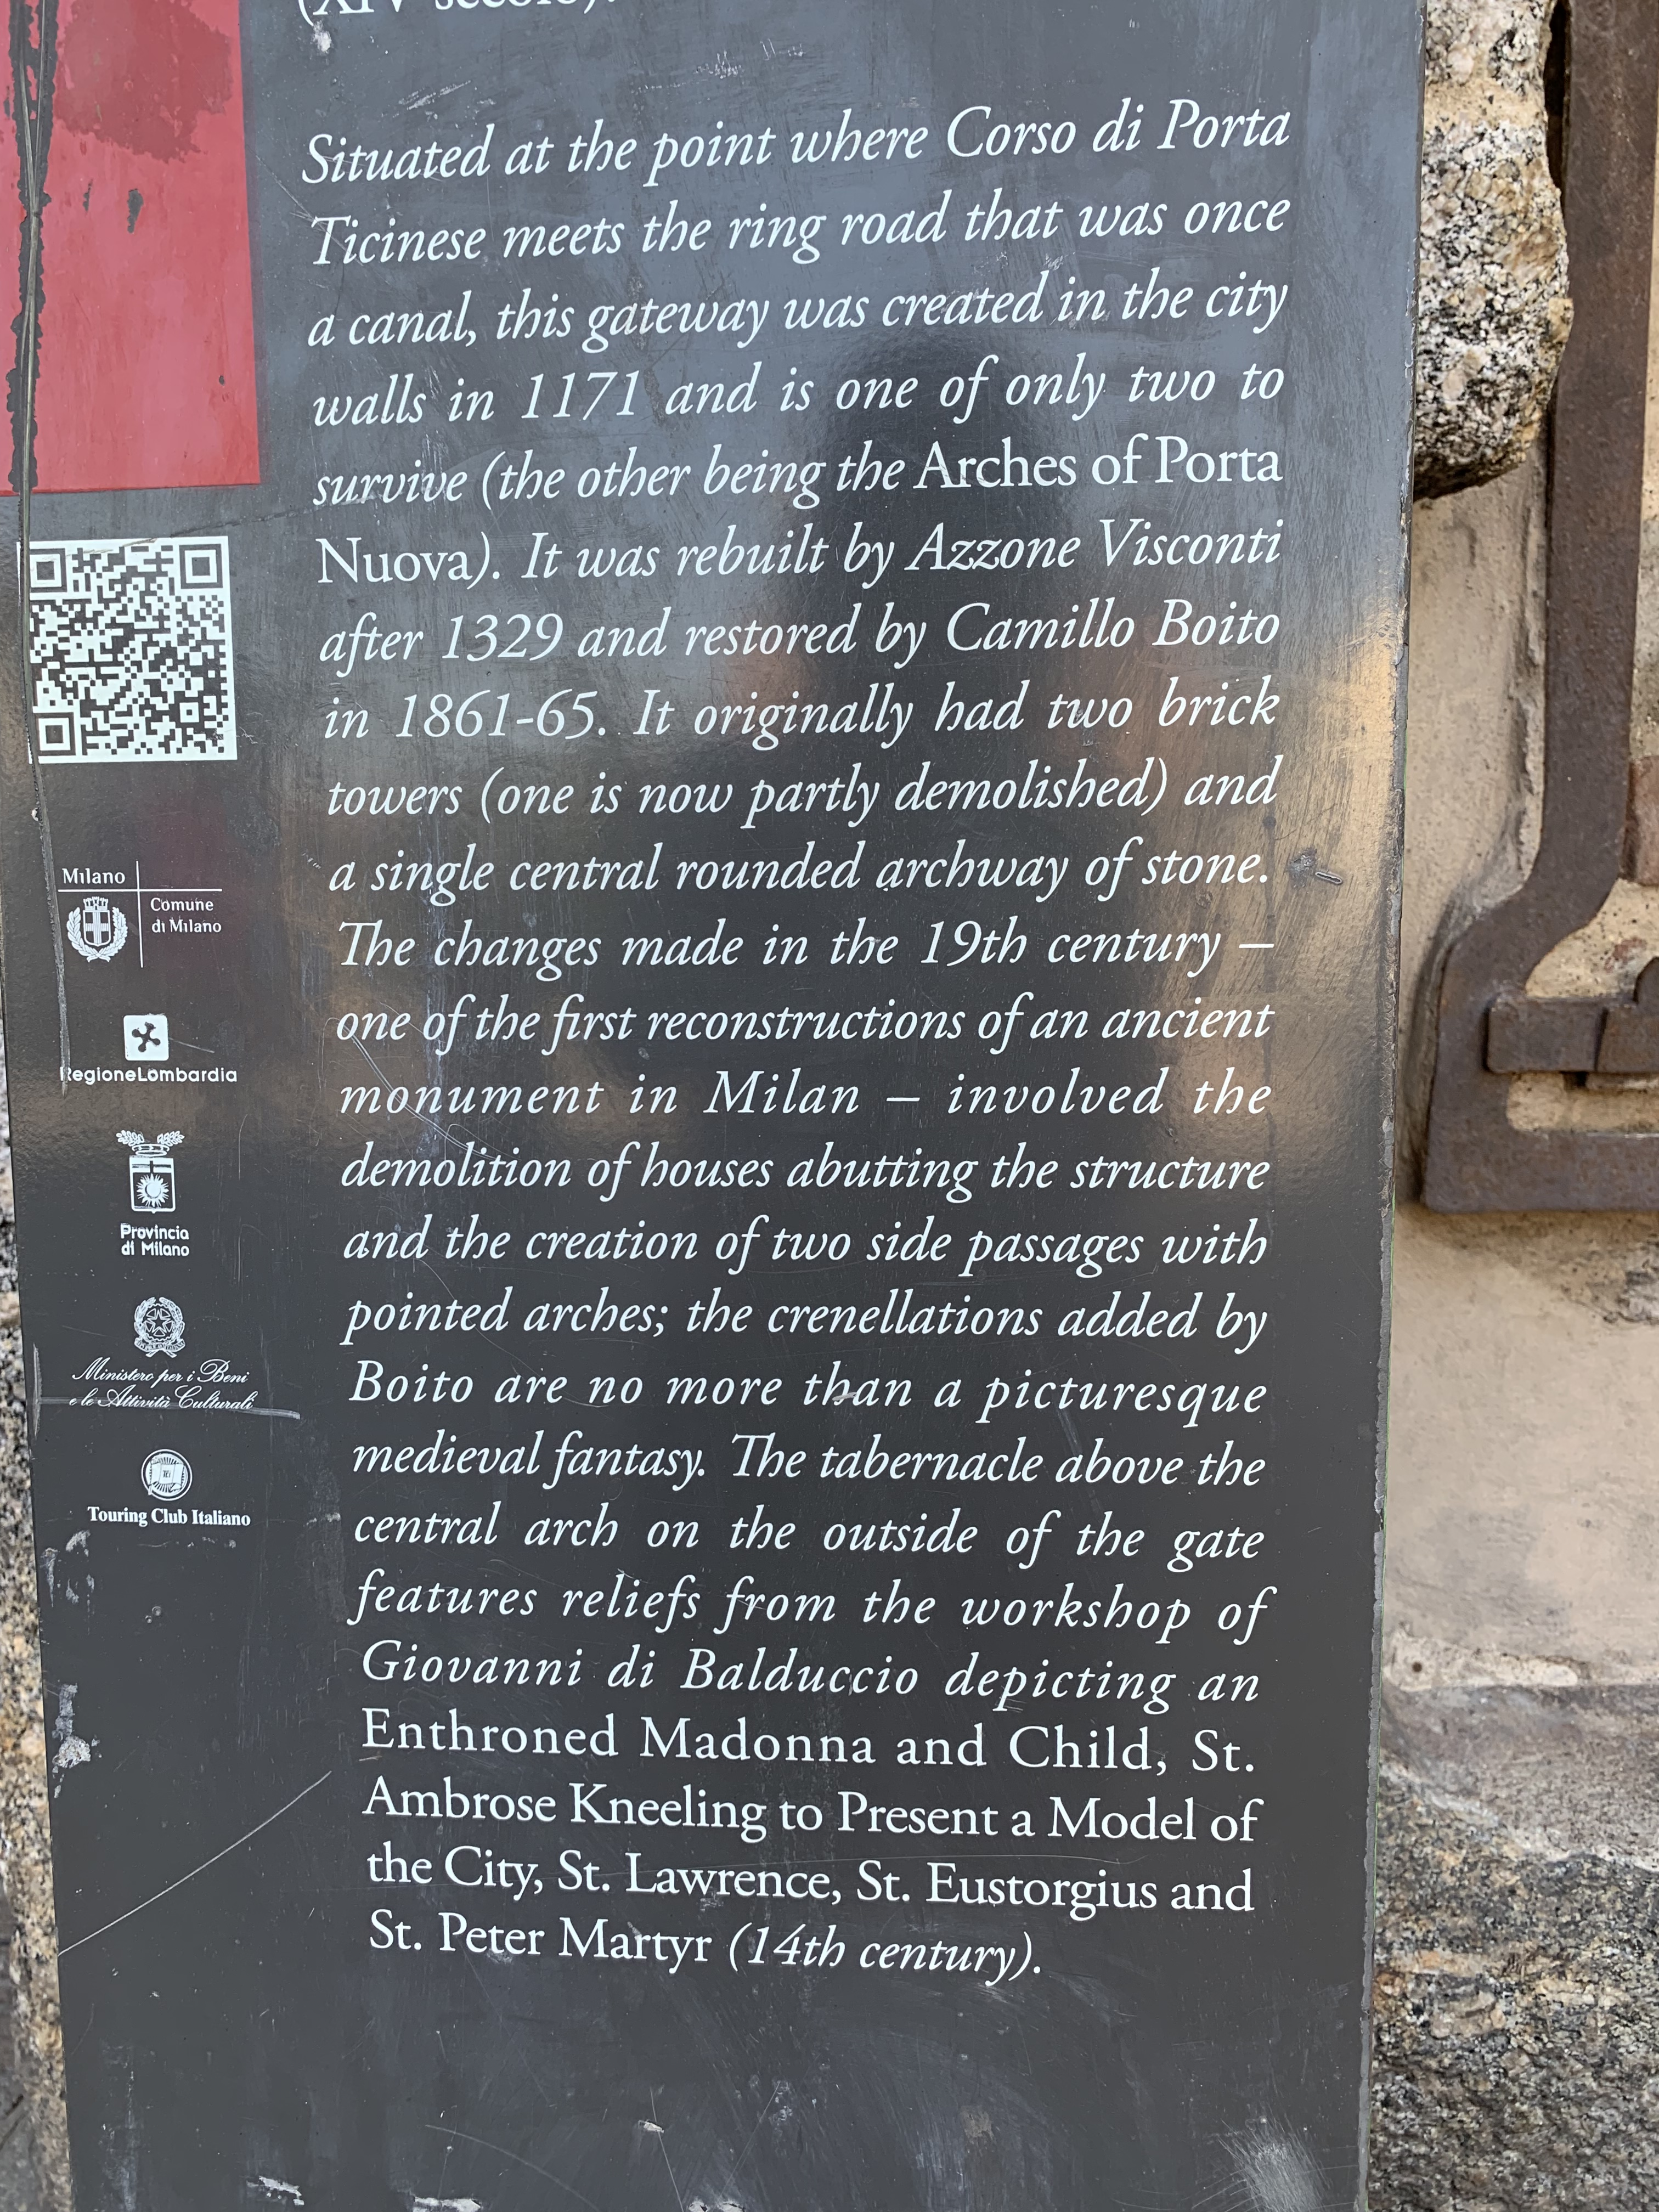 (XIV secolo).
Situated at the point where Corso di Porta
Ticinese meets the ring road that was once
a canal, this gateway was created in the city
walls in 1171 and is one of only two to
survive (the other being the Arches of Porta
Nuova). It was rebuilt by Azzone Visconti
after 1329 and restored by Camillo Boito
in 1861-65. It originally had two brick
towers (one is now partly demolished) and
a single central rounded archway of stone.
The changes made in the 19th century –
one of the first reconstructions of an ancient
monument in Milan – involved the
demolition of houses abutting the structure
and the creation of two side passages with
pointed arches; the crenellations added by
Boito are no more than a picturesque
medieval fantasy. The tabernacle above the
central arch on the outside of the gate
features reliefs from the workshop of
Giovanni di Balduccio depicting an
Enthroned Madonna and Child, St.
Ambrose Kneeling to Present a Model of
the City, St. Lawrence, St. Eustorgius and
St. Peter Martyr (14th century).
Milano
Comune
di Milano
RegioneLombardia
Provincia
di Milano
Ministero per i Beni
e le Attività Culturali
Touring Club Italiano